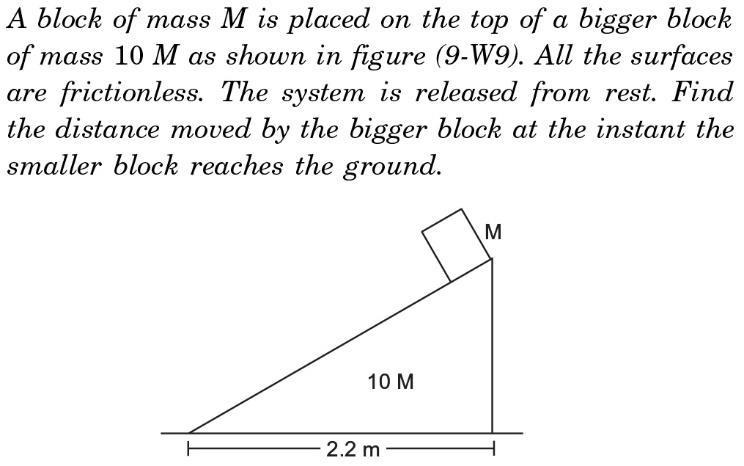 A block of mass M is placed on the top of a bigger block
of mass 10 M as shown in figure (9-W9). All the surfaces
are frictionless. The system is released from rest. Find
the distance moved by the bigger block at the instant the
smaller block reaches the ground.
M
10 M
2.2 m